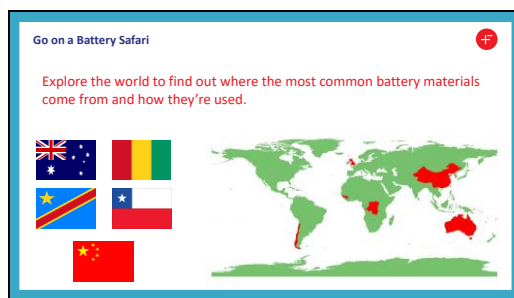 Go on a Battery Safari
Explore the world to find out where the most common battery materials
come from and how they’re used.